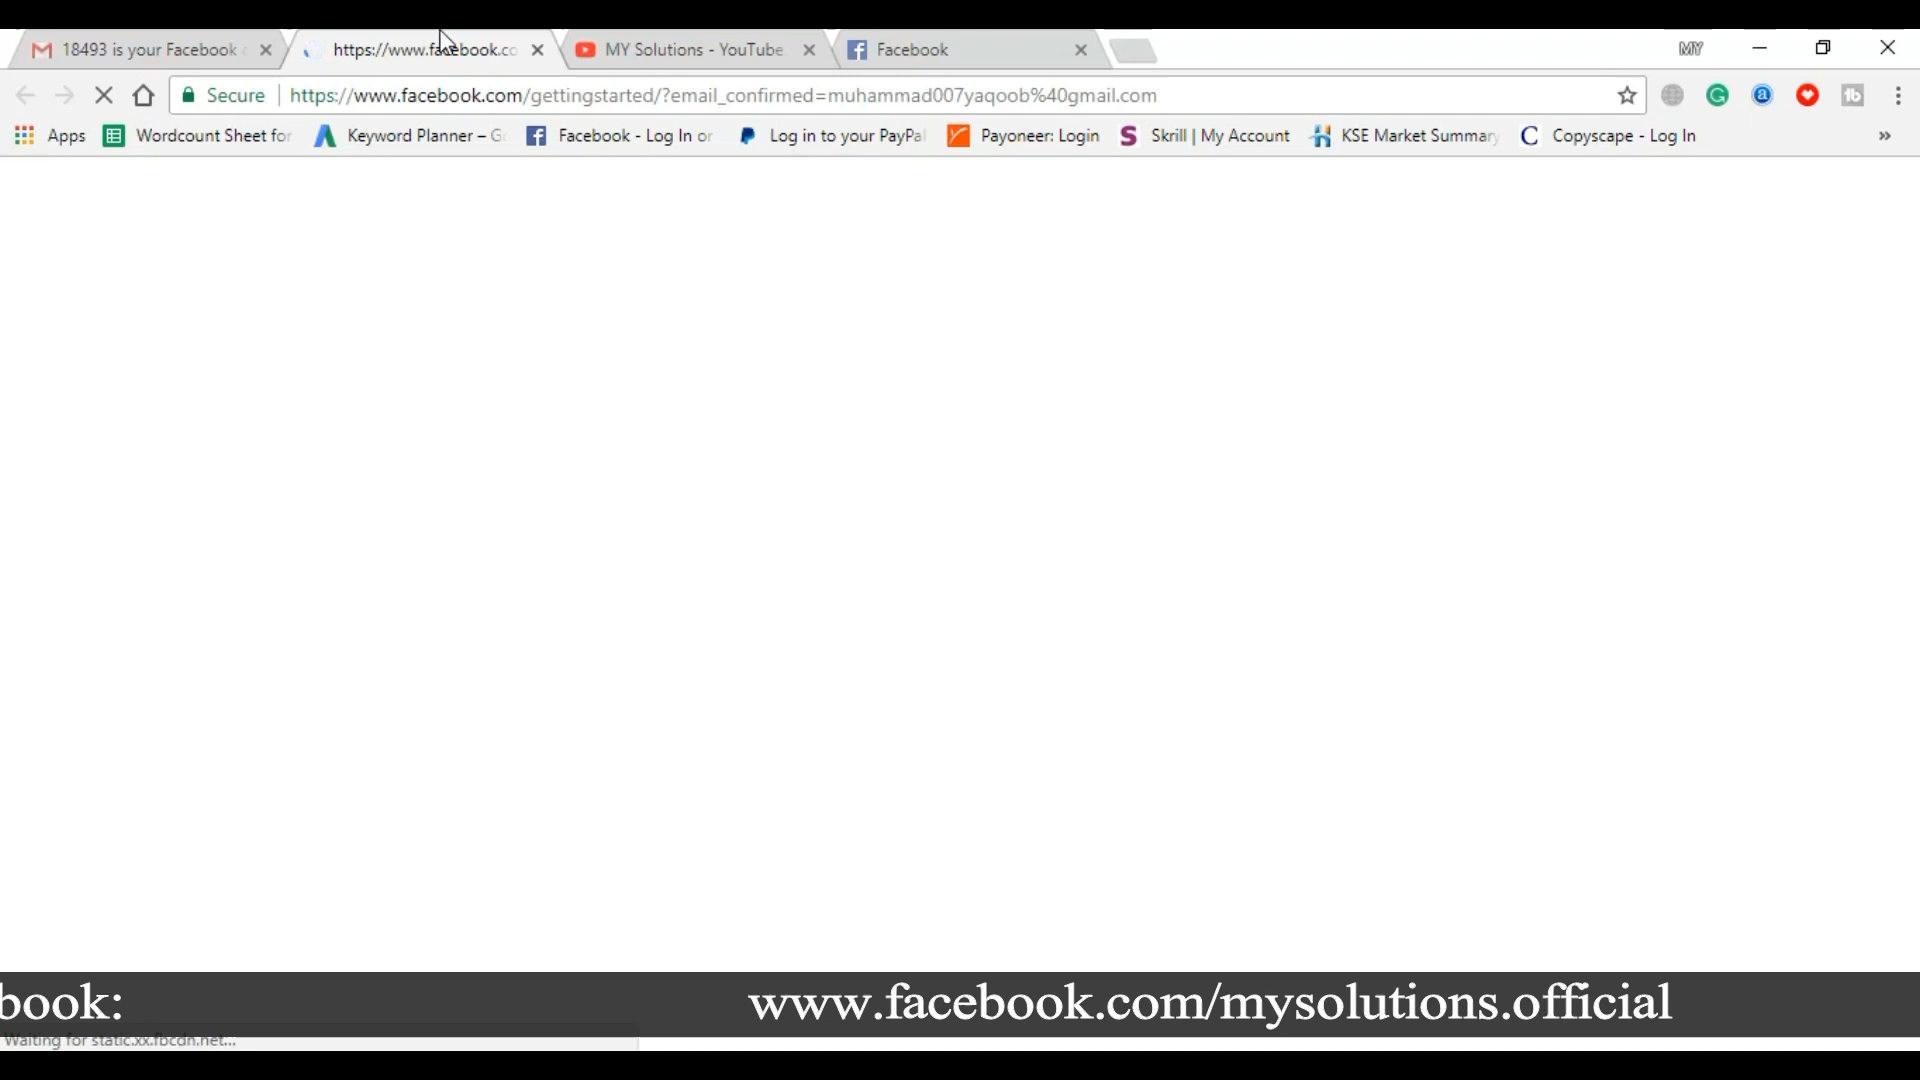 18493 is your Facebook
https://www.facebook.co
MY Solutions - YouTube
Facebook
MY
Secure
https://www.facebook.com/gettingstarted/?email_confirmed=muhammad007yaqoob%40gmail.com
Apps
Wordcount Sheet for
Keyword Planner – G
Facebook - Log In or
Log in to your PayPal
Payoneer: Login
Skrill | My Account
KSE Market Summary
Copyscape - Log In
book:
www.facebook.com/mysolutions.official
Waiting for static.xx.fbcdn.net...